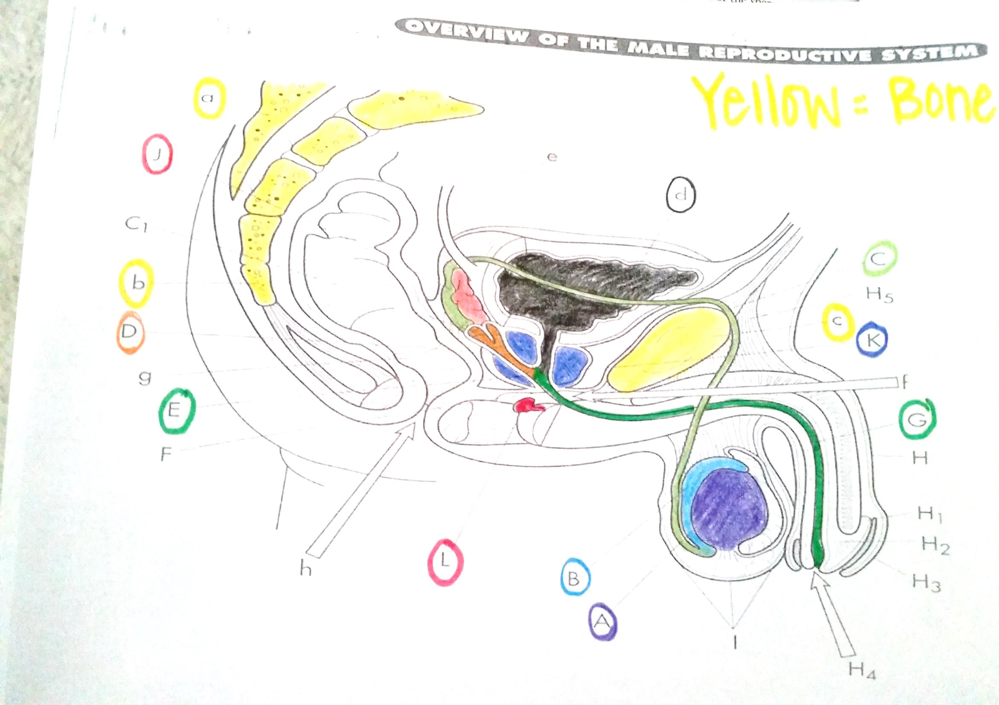 OVERVIEW OF THE MALE REPRODUCTIVE SYSTEM
Yellow = Bone
a
J
e
d
C1
C
b
H5
c
D
K
g
f
E
G
F
H
H1
H2
h
L
B
H3
A
I
H4